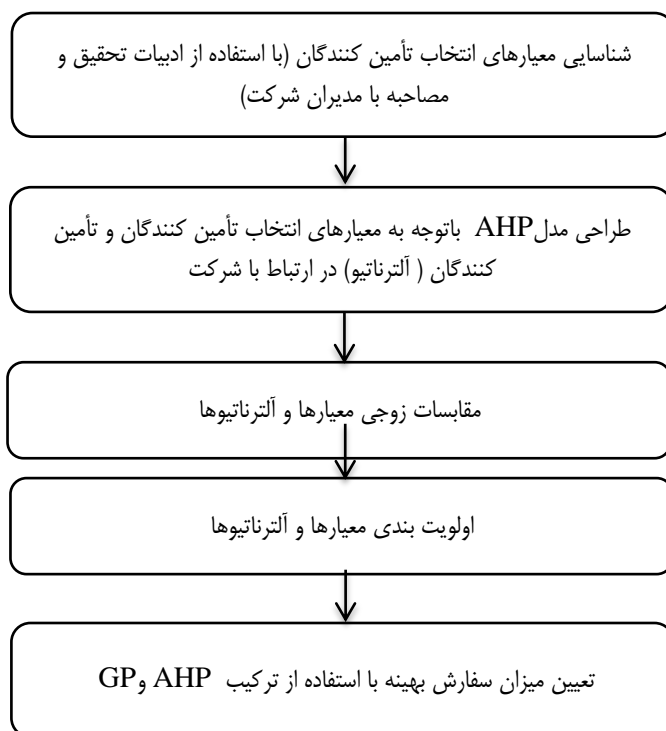 شناسایی معیارهای انتخاب تأمین کنندگان (با استفاده از ادبیات تحقیق و
مصاحبه با مدیران شرکت)
طراحی مدلAHP باتوجه به معیارهای انتخاب تأمین کنندگان و تأمین
کنندگان ( آلترناتیو) در ارتباط با شرکت
مقابسات زوجی معیارها و آلترناتیوها
اولویت بندی معیارها و آلترناتیوها
تعیین میزان سفارش بهینه با استفاده از ترکیب AHP وGP